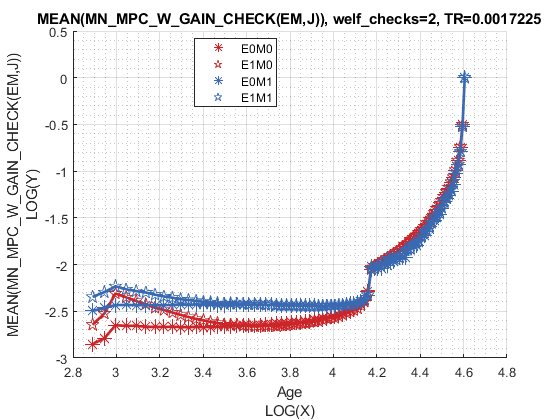 MEAN(MN_MPC_W_GAIN_CHECK(EM,J)), welf_checks=2, TR=0.0017225
E0M0
E1M0
E0M1
E1M1
MEAN(MN_MPC_W_GAIN_CHECK(EM,J))
LOG(Y)
0.5
0
-0.5
-1
-1.5
-2
-2.5
-3
2.8 3 3.2 3.4 3.6 3.8 4 4.2 4.4 4.6 4.8
Age
LOG(X)